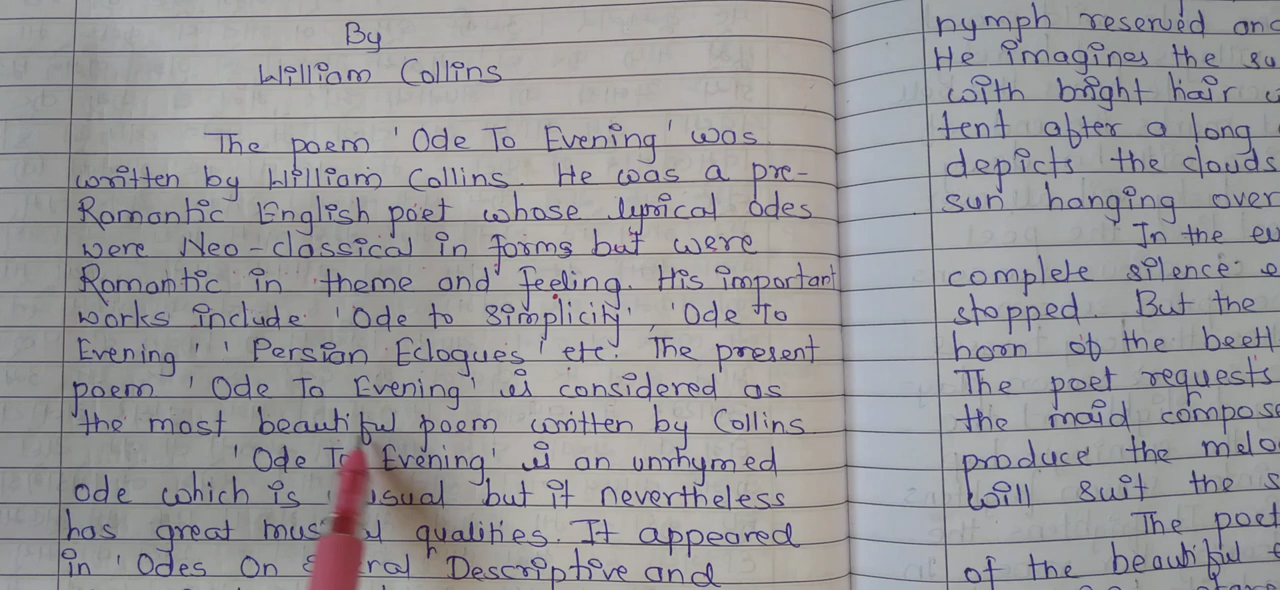 By
William Collins
The poem 'Ode To Evening' was
written by William Collins. He was a pre-
Romantic English poet whose lyrical odes
were Neo-classical in forms but were
Romantic in theme and feeling. His important
works include 'Ode to Simplicity', 'Ode To
Evening' 'Persian Eclogues' etc. The present
poem 'Ode To Evening' is considered as
the most beautiful poem written by Collins.
'Ode To Evening' is an unrhymed
Ode which is usual but it nevertheless
has great qualities. It appeared
in 'Odes On Descriptive and
nymph reserved and
He imagines the
with bright hair
tent after a long
depicts the clouds
sun hanging over
In the
complete silence
stopped. But the
horn of the
The poet requests
the maid
produce the
will suit the
The poet
of the beautiful